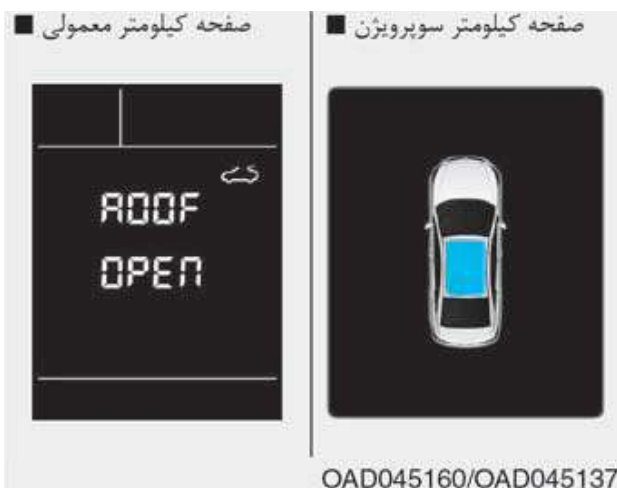 صفحه کیلومتر سوپرویژن ■
صفحه کیلومتر معمولی ■
ROOF
OPEN
OAD045160/OAD045137